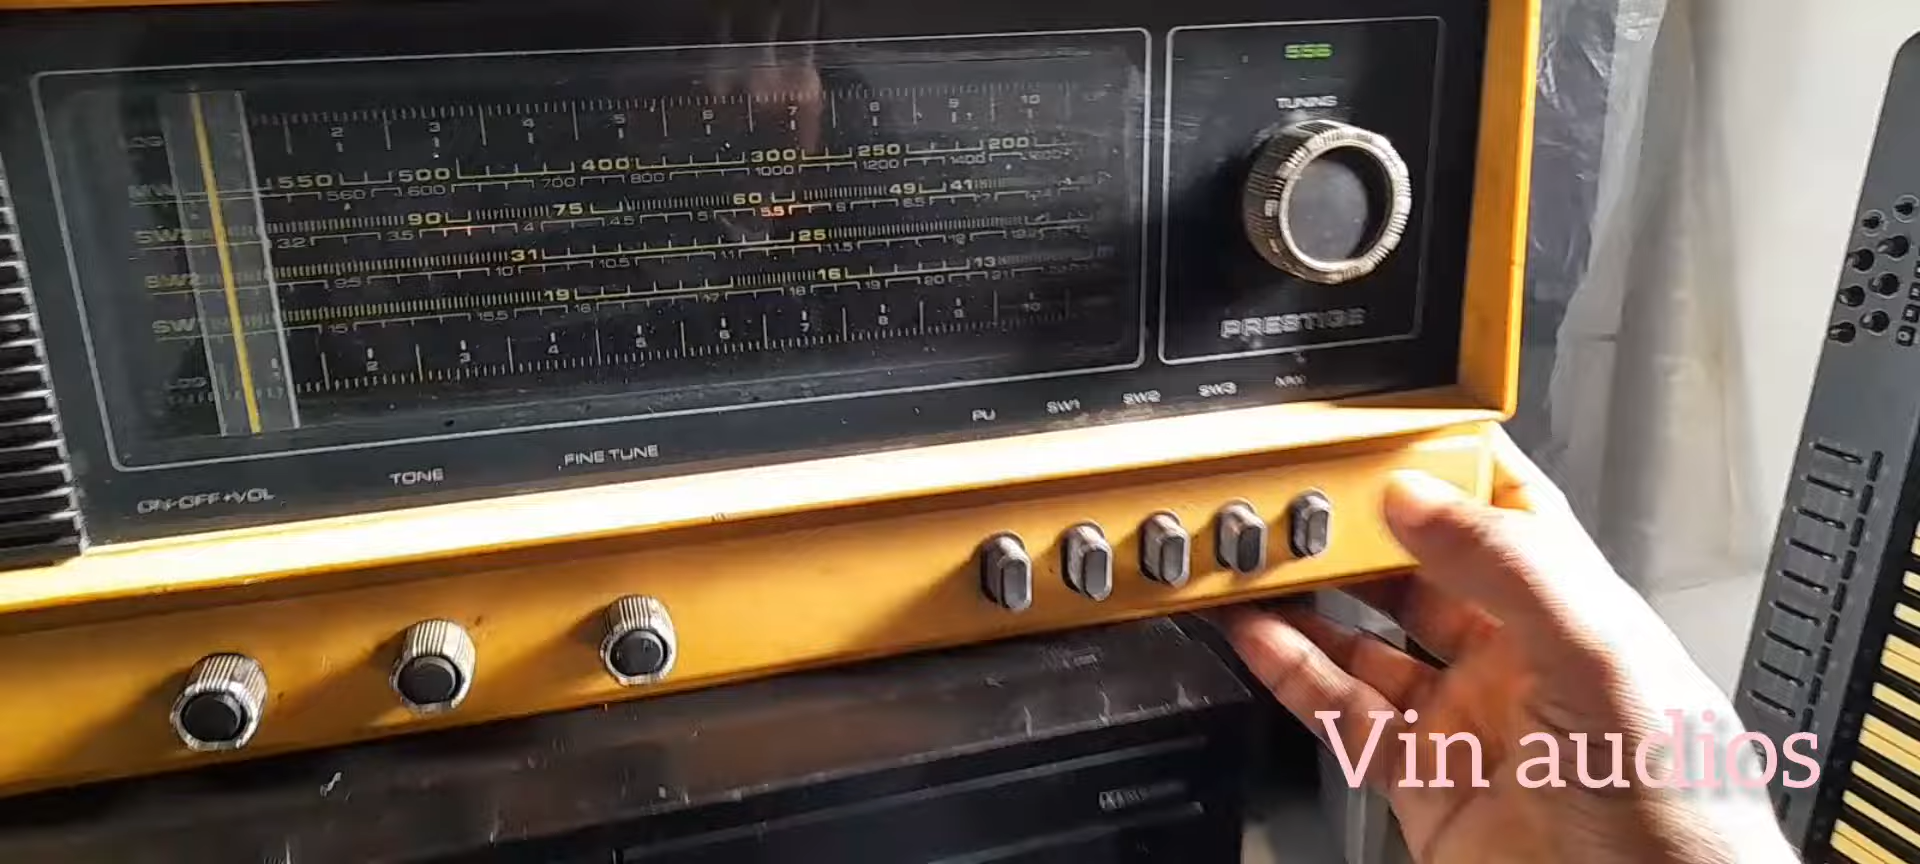 556
TUNING
LOG 2 3 4 5 6 7 8 9 10
MW 550 500 400 300 250 200
560 600 700 800 1000 1200 1400 1600
90 75 60 49 41
3.2 3.5 4 4.5 5 5.9 6 6.5 7
SW2 31 25
9.5 10 10.5 11 11.5 12
SW1 19 16 13
15 15.5 16 17 18 19 20 21
LOG 2 3 4 5 6 7 8 9 10
PRESTIGE
ON-OFF+VOL TONE FINE TUNE PU SW1 SW2 SW3 MW
Vin audios